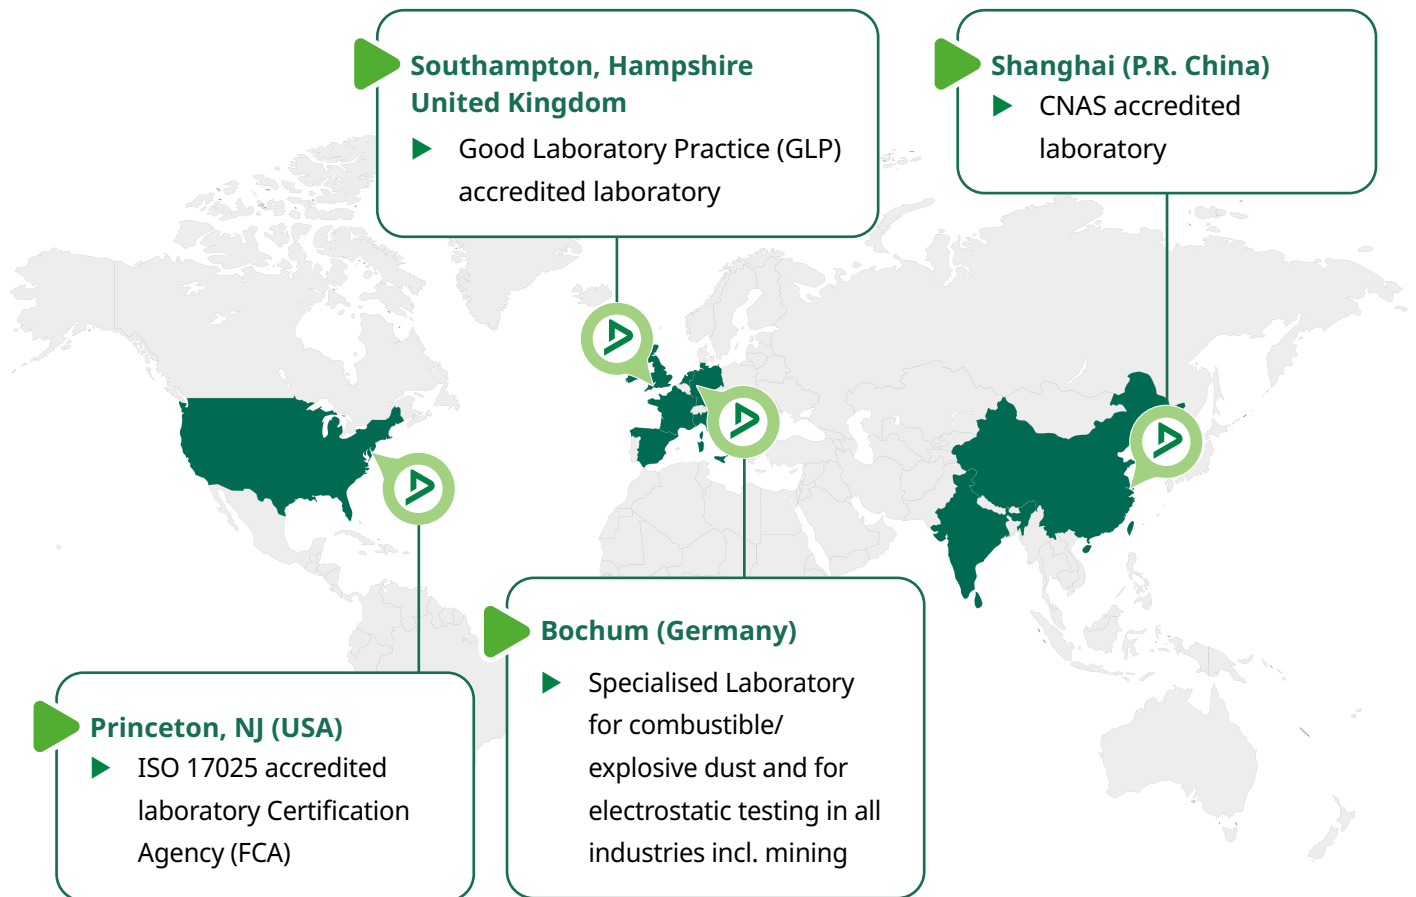 Southampton, Hampshire
United Kingdom
Good Laboratory Practice (GLP)
accredited laboratory
Shanghai (P.R. China)
CNAS accredited
laboratory
Princeton, NJ (USA)
ISO 17025 accredited
laboratory Certification
Agency (FCA)
Bochum (Germany)
Specialised Laboratory
for combustible/
explosive dust and for
electrostatic testing in all
industries incl. mining